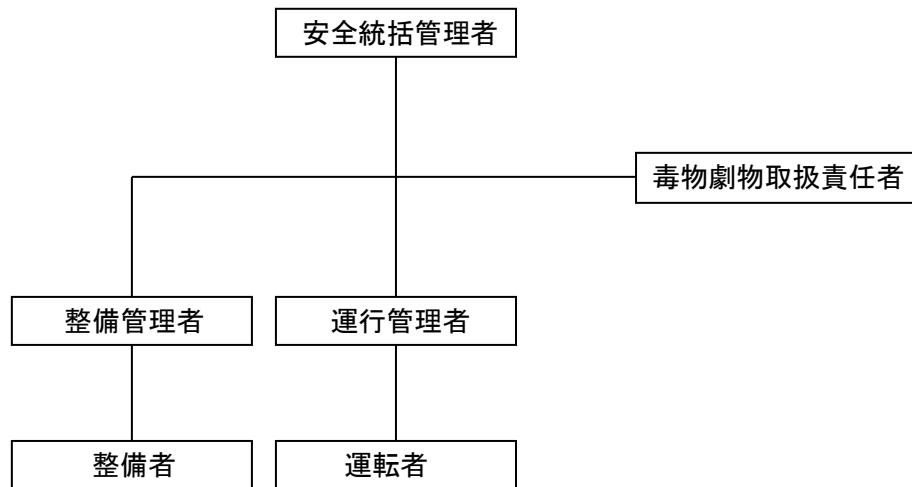 安全統括管理者
毒物劇物取扱責任者
整備管理者
運行管理者
整備者
運転者